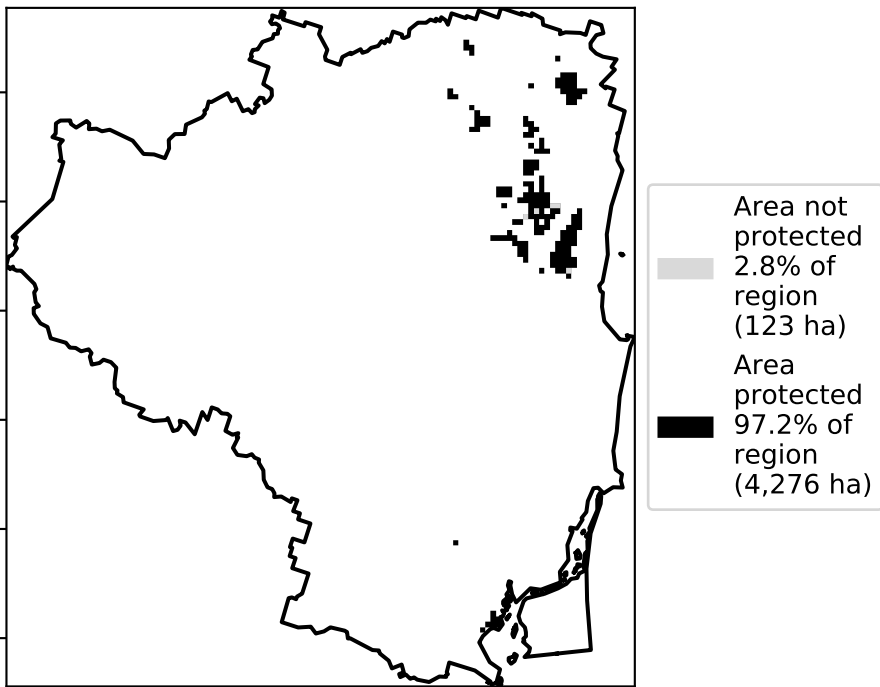 Area not
protected
2.8% of
region
(123 ha)
Area
protected
97.2% of
region
(4,276 ha)